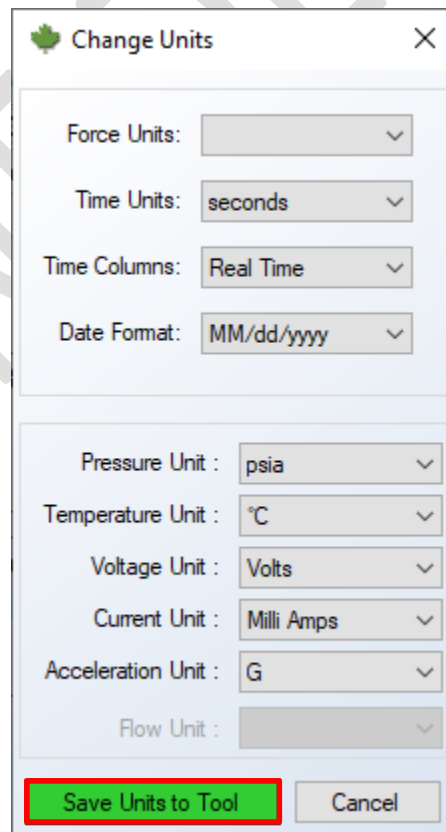 Change Units
Force Units:
Time Units: seconds
Time Columns: Real Time
Date Format: MM/dd/yyyy
Pressure Unit : psia
Temperature Unit : °C
Voltage Unit : Volts
Current Unit : Milli Amps
Acceleration Unit : G
Flow Unit :
Save Units to Tool Cancel